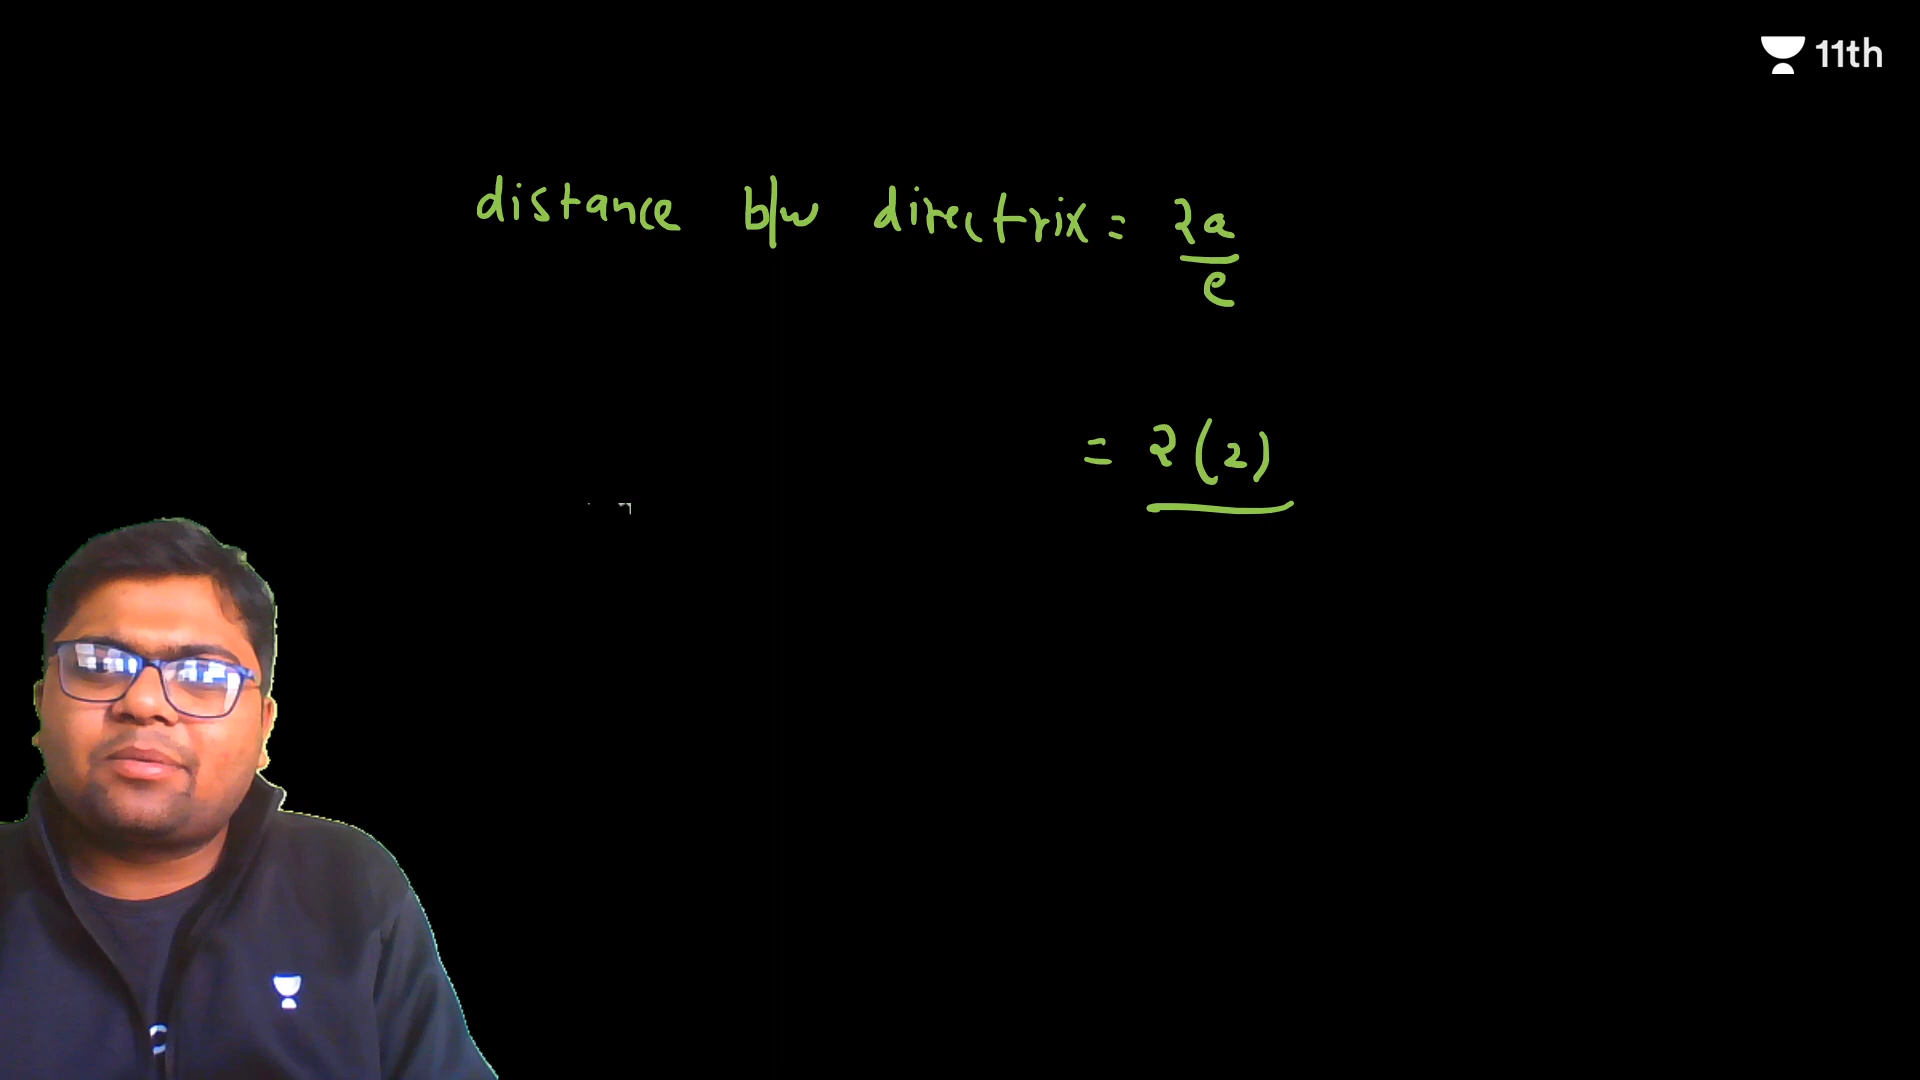 11th
distance b/w directrix = 2a
e
= 2(2)